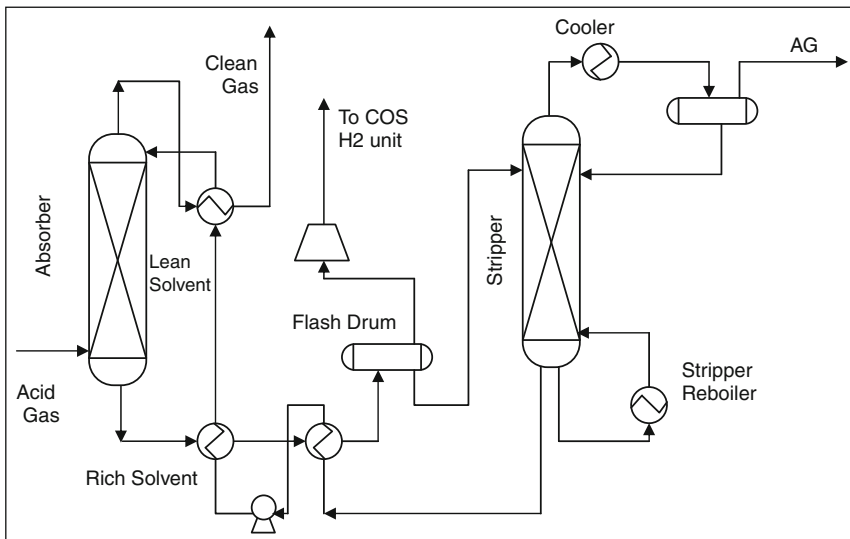 Cooler
AG
Clean
Gas
To COS
H2 unit
Absorber
Lean
Solvent
Stripper
Flash Drum
Stripper
Reboiler
Acid
Gas
Rich Solvent